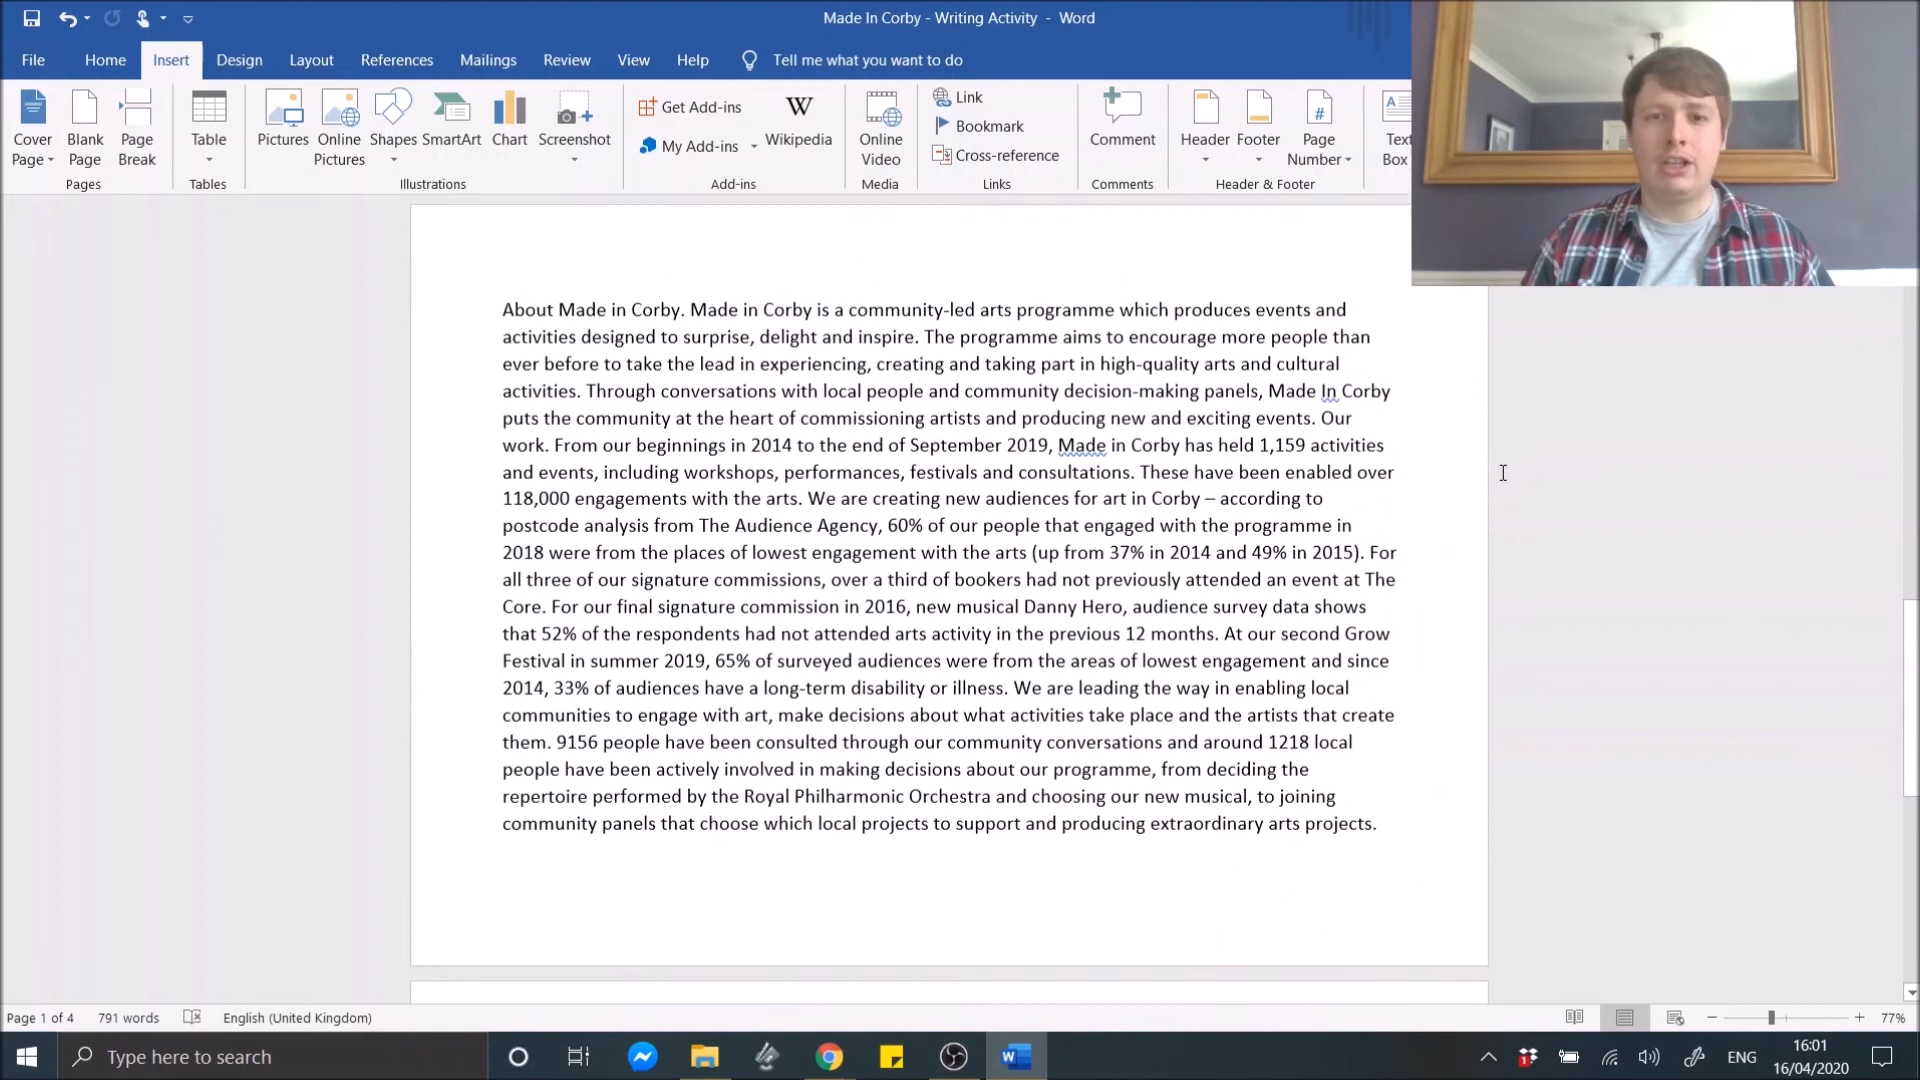 Made In Corby - Writing Activity - Word
File Home Insert Design Layout References Mailings Review View Help Tell me what you want to do
Cover Page
Blank Page
Page Break
Table
Pictures
Online Pictures
Shapes
SmartArt
Chart
Screenshot
Get Add-ins
My Add-ins
Wikipedia
Online Video
Link
Bookmark
Cross-reference
Comment
Header
Footer
Page Number
Text Box
Pages Tables Illustrations Add-ins Media Links Comments Header & Footer
About Made in Corby. Made in Corby is a community-led arts programme which produces events and
activities designed to surprise, delight and inspire. The programme aims to encourage more people than
ever before to take the lead in experiencing, creating and taking part in high-quality arts and cultural
activities. Through conversations with local people and community decision-making panels, Made In Corby
puts the community at the heart of commissioning artists and producing new and exciting events. Our
work. From our beginnings in 2014 to the end of September 2019, Made in Corby has held 1,159 activities
and events, including workshops, performances, festivals and consultations. These have been enabled over
118,000 engagements with the arts. We are creating new audiences for art in Corby – according to
postcode analysis from The Audience Agency, 60% of our people that engaged with the programme in
2018 were from the places of lowest engagement with the arts (up from 37% in 2014 and 49% in 2015). For
all three of our signature commissions, over a third of bookers had not previously attended an event at The
Core. For our final signature commission in 2016, new musical Danny Hero, audience survey data shows
that 52% of the respondents had not attended arts activity in the previous 12 months. At our second Grow
Festival in summer 2019, 65% of surveyed audiences were from the areas of lowest engagement and since
2014, 33% of audiences have a long-term disability or illness. We are leading the way in enabling local
communities to engage with art, make decisions about what activities take place and the artists that create
them. 9156 people have been consulted through our community conversations and around 1218 local
people have been actively involved in making decisions about our programme, from deciding the
repertoire performed by the Royal Philharmonic Orchestra and choosing our new musical, to joining
community panels that choose which local projects to support and producing extraordinary arts projects.
Page 1 of 4 791 words English (United Kingdom) 77%
Type here to search
ENG
16:01
16/04/2020